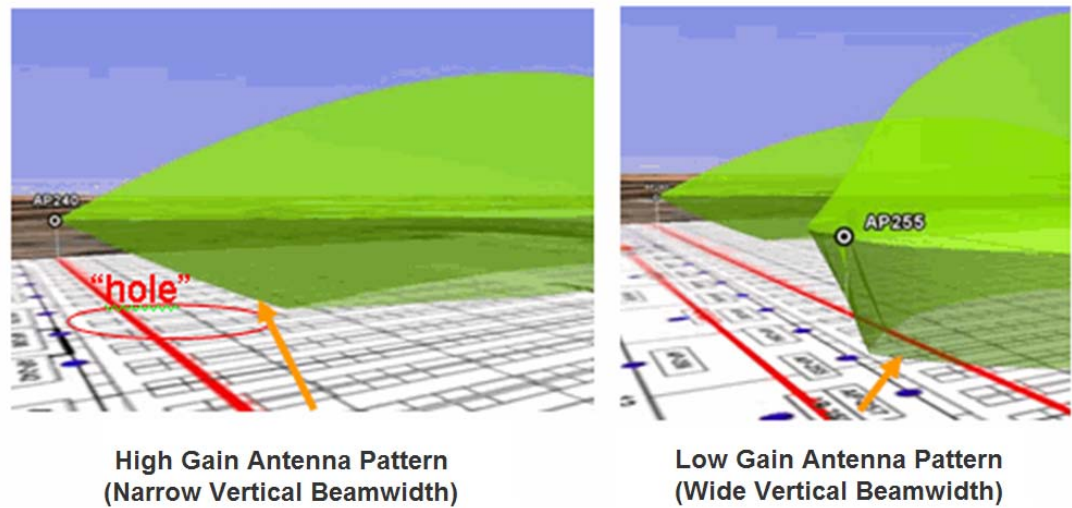 AP240
“hole”
AP255
High Gain Antenna Pattern
(Narrow Vertical Beamwidth)
Low Gain Antenna Pattern
(Wide Vertical Beamwidth)